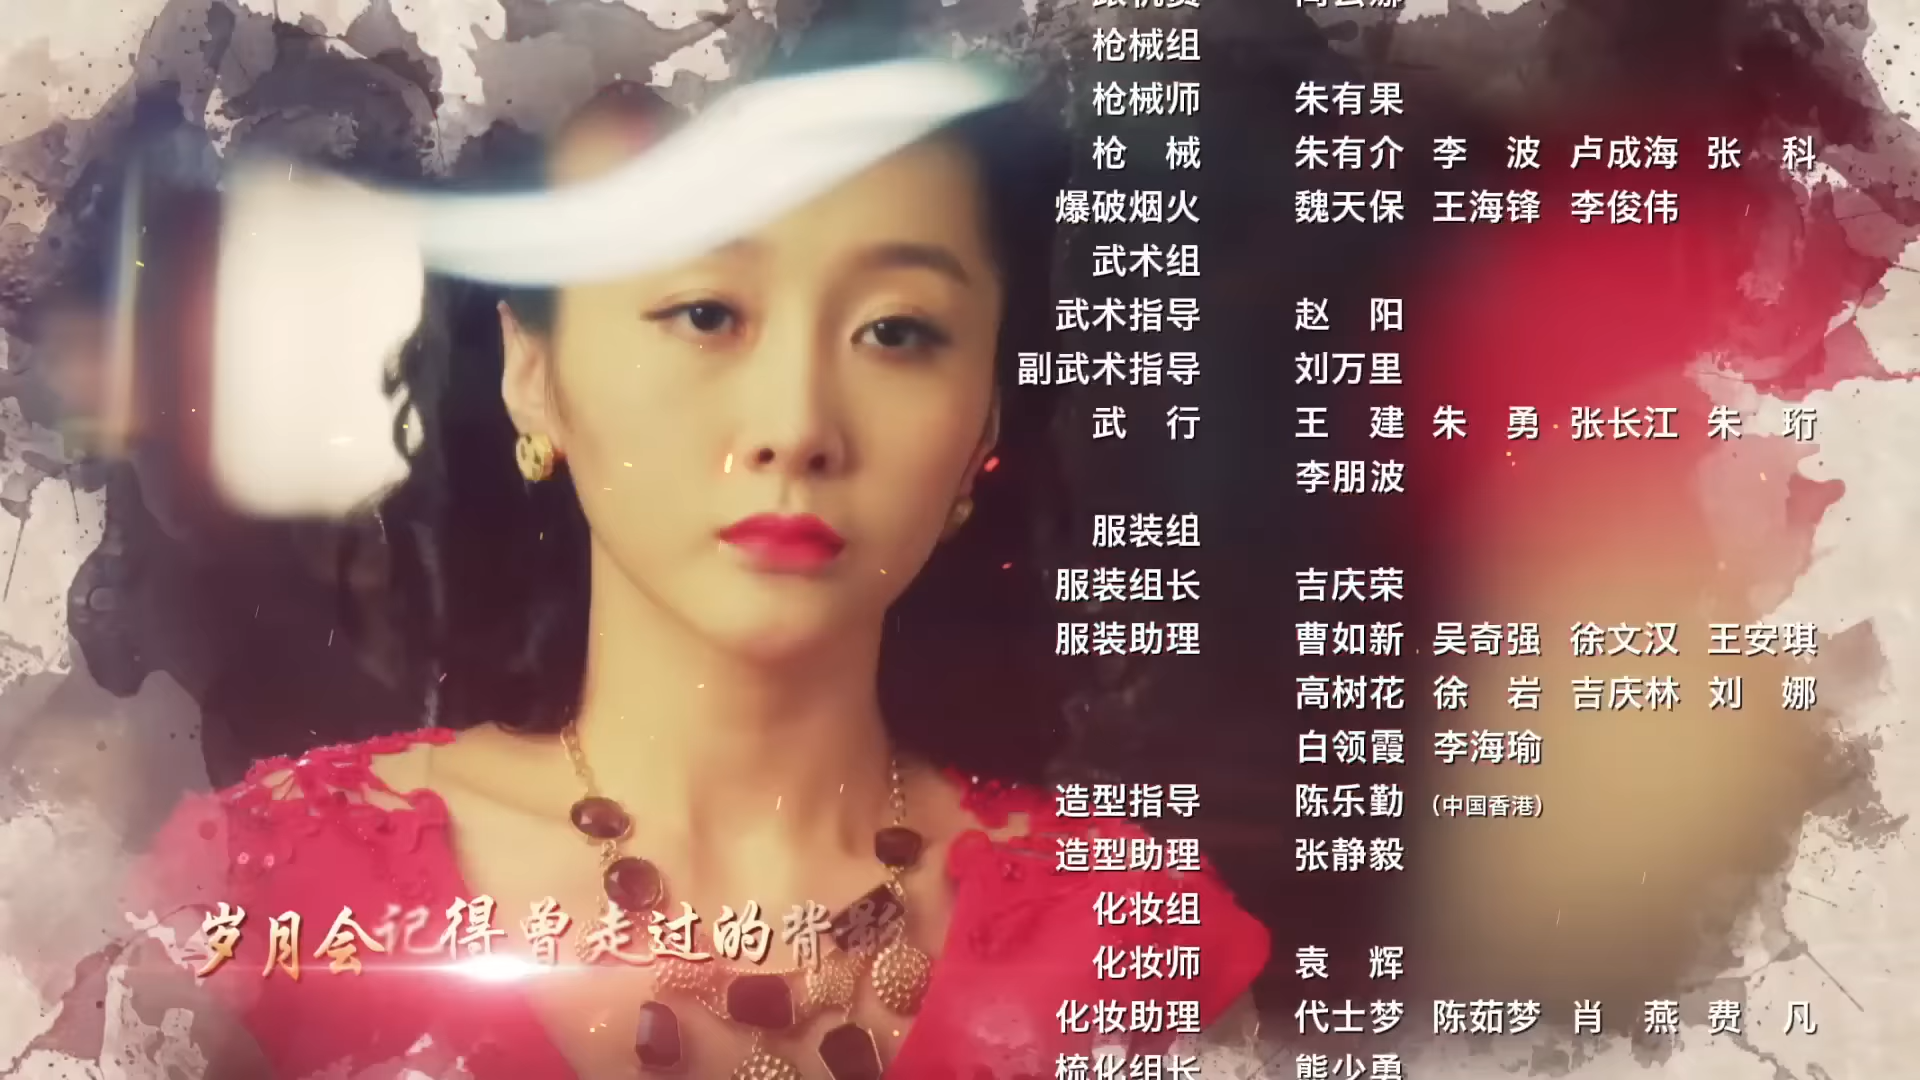 枪械组
枪械师 朱有果
枪 械 朱有介 李 波 卢成海 张 科
爆破烟火 魏天保 王海锋 李俊伟
武术组
武术指导 赵 阳
副武术指导 刘万里
武 行 王 建 朱 勇 张长江 朱 珩
李朋波
服装组
服装组长 吉庆荣
服装助理 曹如新 吴奇强 徐文汉 王安琪
高树花 徐 岩 吉庆林 刘 娜
白领霞 李海瑜
造型指导 陈乐勤（中国香港）
造型助理 张静毅
化妆组
化妆师 袁 辉
化妆助理 代士梦 陈茹梦 肖 燕 费 凡
梳化组长 熊少勇
岁月会记得曾走过的背影